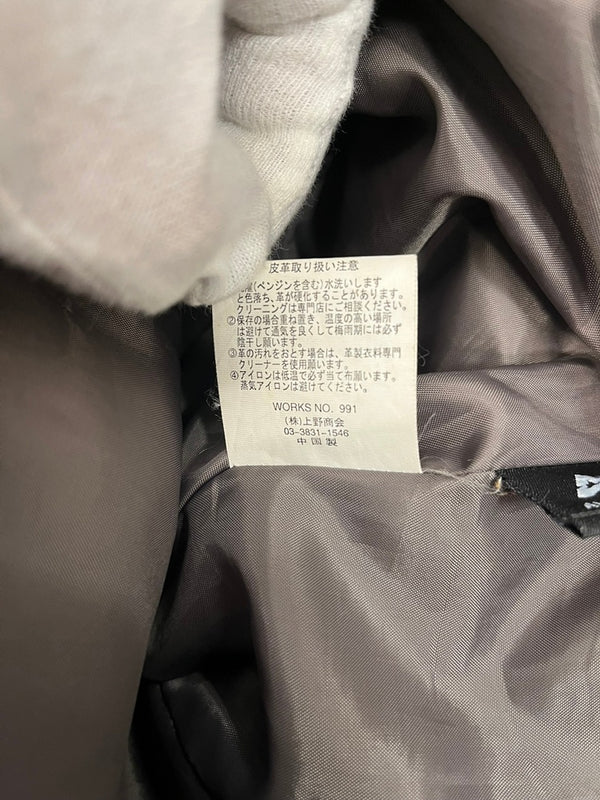 皮革取り扱い注意
(ベンジンを含む)水洗いします
と色落ち、革が硬化することがあります。
クリーニングは専門店にご相談ください。
②保存の場合重ね置き、温度の高い場所
は避けて通気を良くして梅雨期には必ず
陰干し願います。
③革の汚れをおとす場合は、革製衣料専門
クリーナーを使用願います。
④アイロンは低温で必ず当て布願います。
蒸気アイロンは避けてください。
WORKS NO. 991
(株)上野商会
03-3831-1546
中国製